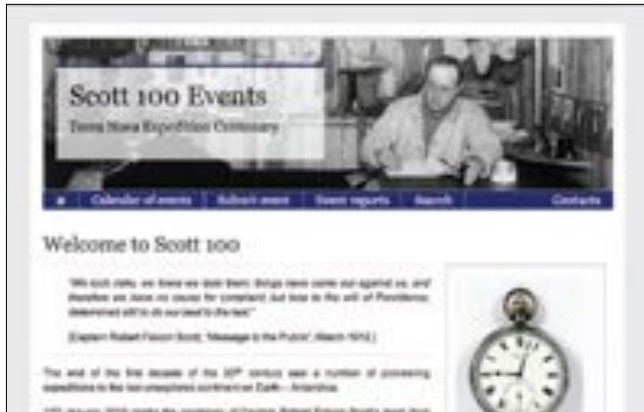 Scott 100 Events
Terra Nova Expedition Centenary
Calendar of events Submit event Event reports Search Contacts
Welcome to Scott 100
"We took risks, we knew we took them; things have come out against us, and
therefore we have no cause for complaint, but bow to the will of Providence,
determined still to do our best to the last."
[Captain Robert Falcon Scott, "Message to the Public", March 1912.]
The end of the first decade of the 20th century saw a number of pioneering
expeditions to the last unexplored continent on Earth – Antarctica.